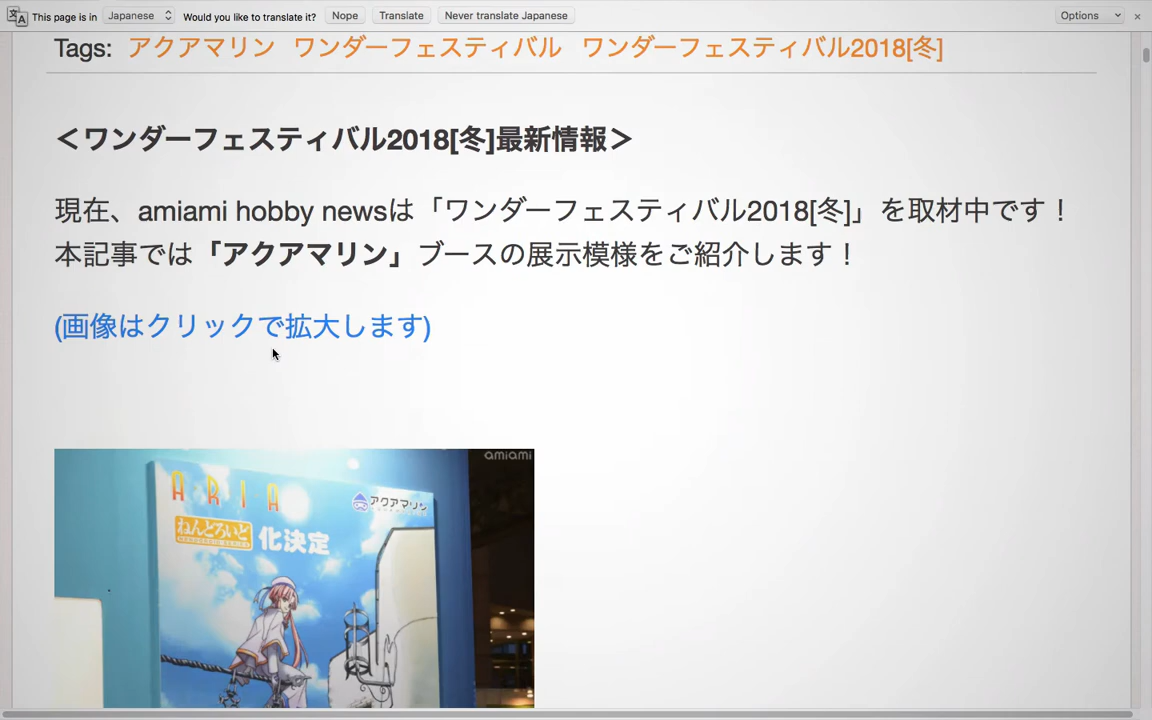 This page is in Japanese Would you like to translate it? Nope Translate Never translate Japanese Options ×
Tags: アクアマリン ワンダーフェスティバル ワンダーフェスティバル2018[冬]
＜ワンダーフェスティバル2018[冬]最新情報＞
現在、amiami hobby newsは「ワンダーフェスティバル2018[冬]」を取材中です！
本記事では「アクアマリン」ブースの展示模様をご紹介します！
(画像はクリックで拡大します)
amiami
ARIA
アクアマリン
ねんどろいど
化決定